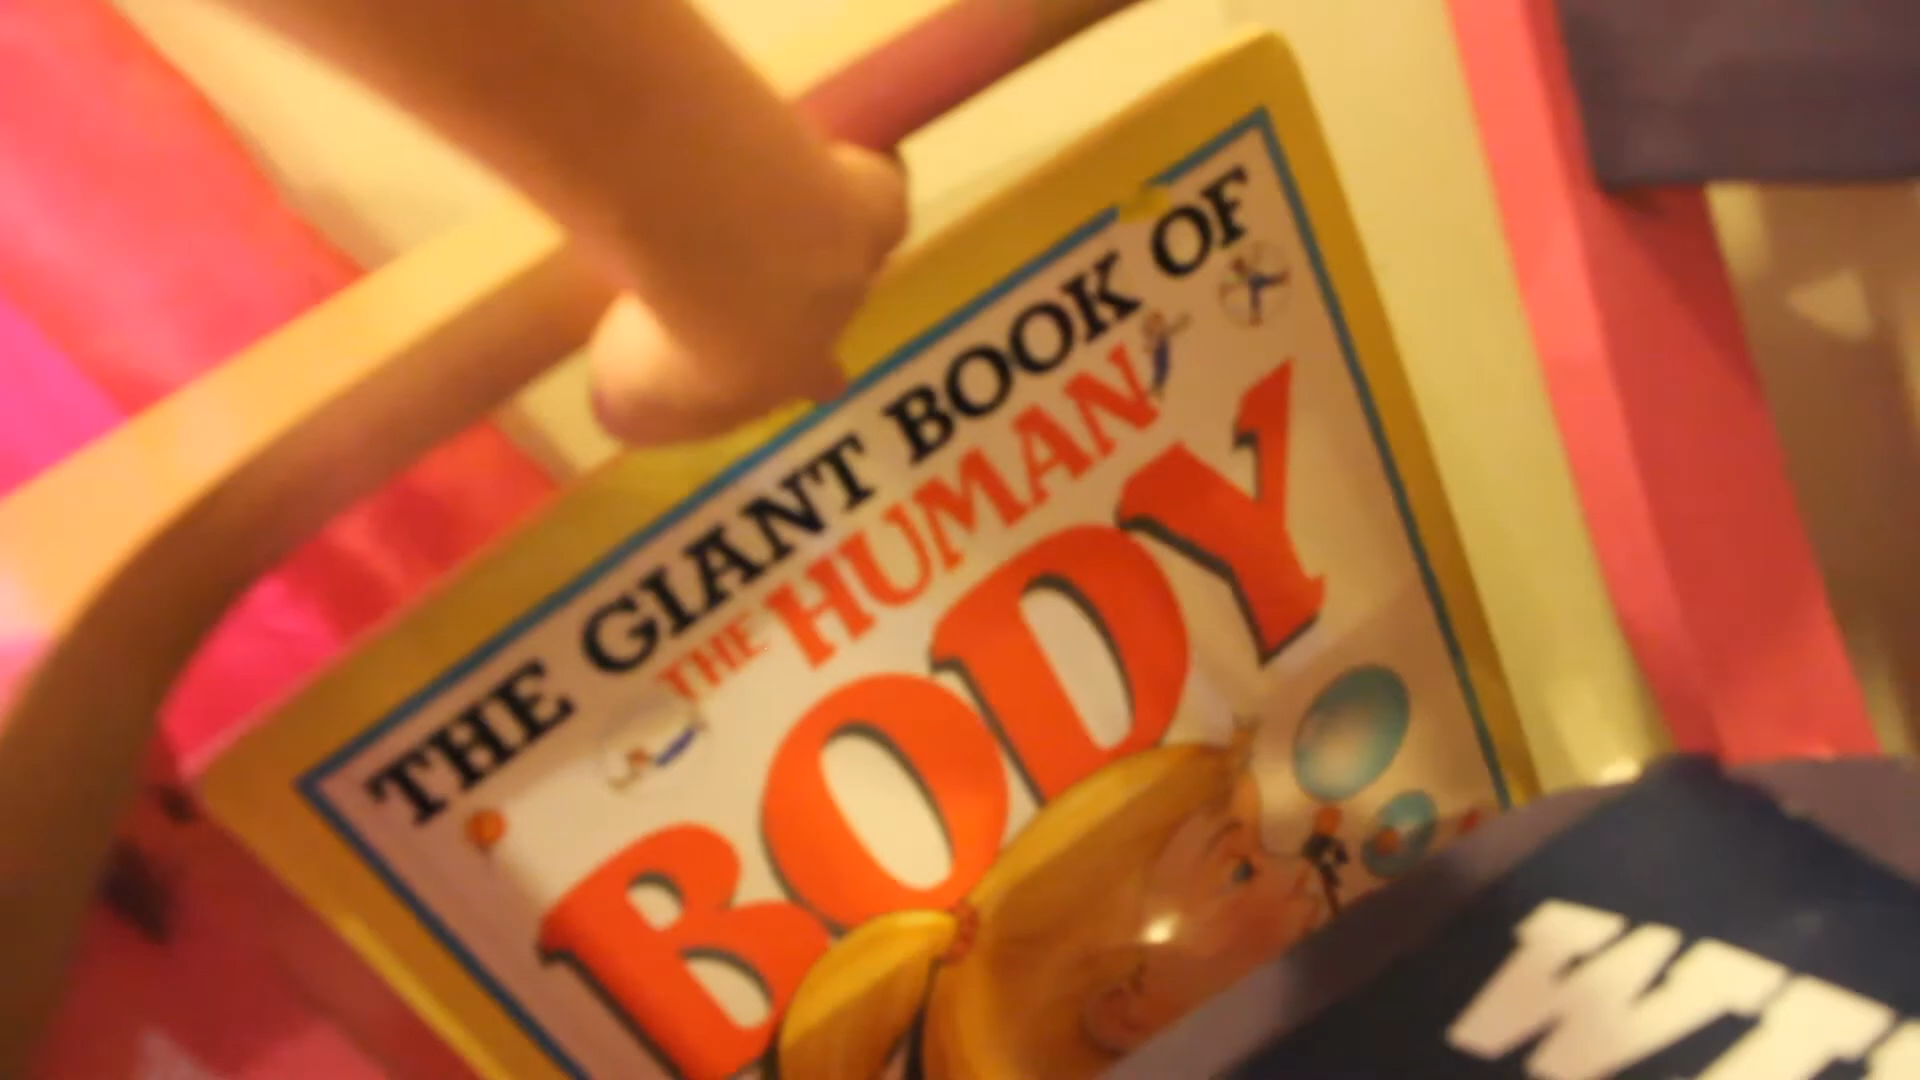 THE GIANT BOOK OF
THE HUMAN
BODY